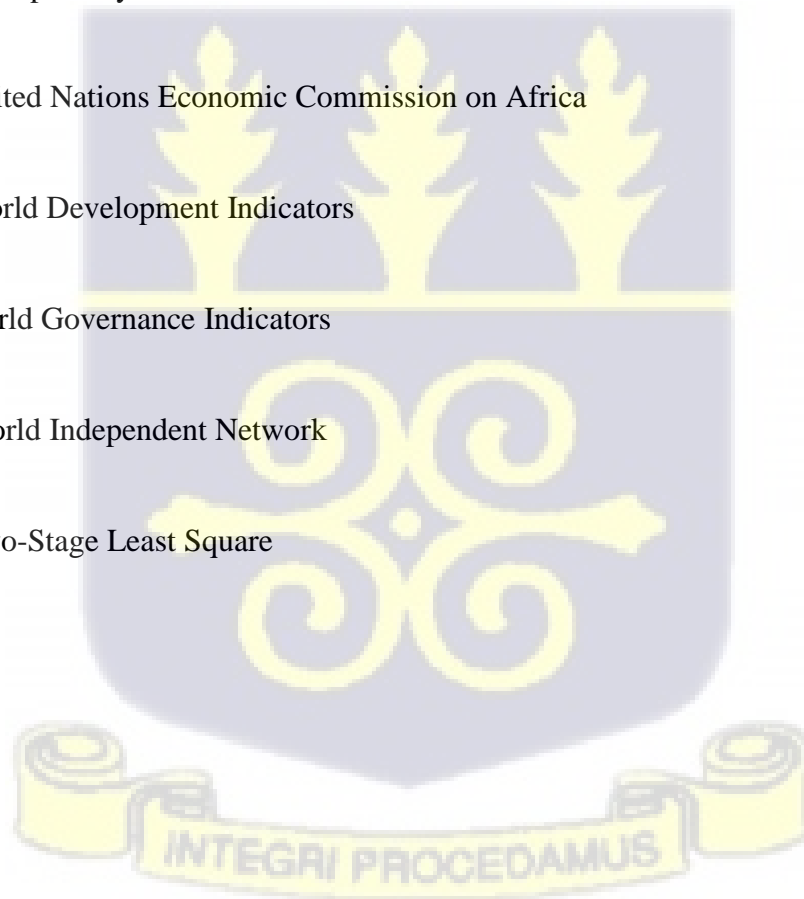 ited Nations Economic Commission on Africa
orld Development Indicators
rld Governance Indicators
orld Independent Network
o-Stage Least Square
INTEGRI PROCEDAMUS